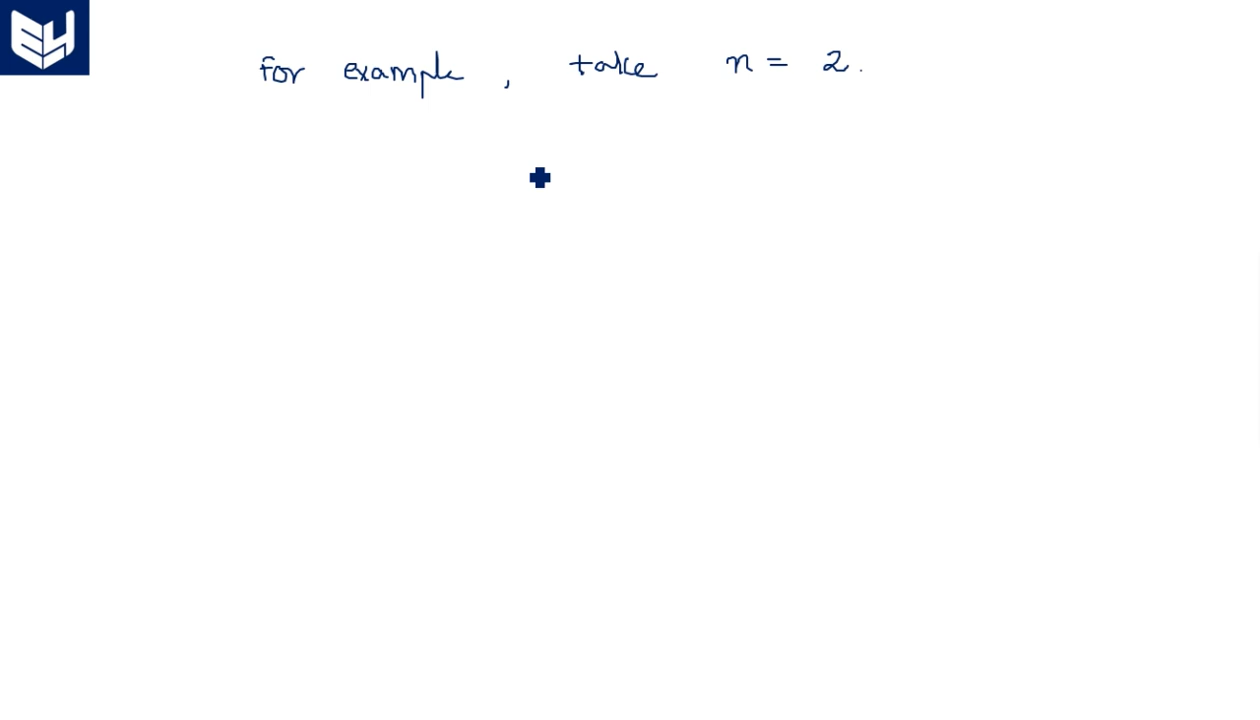 for example , take n = 2.